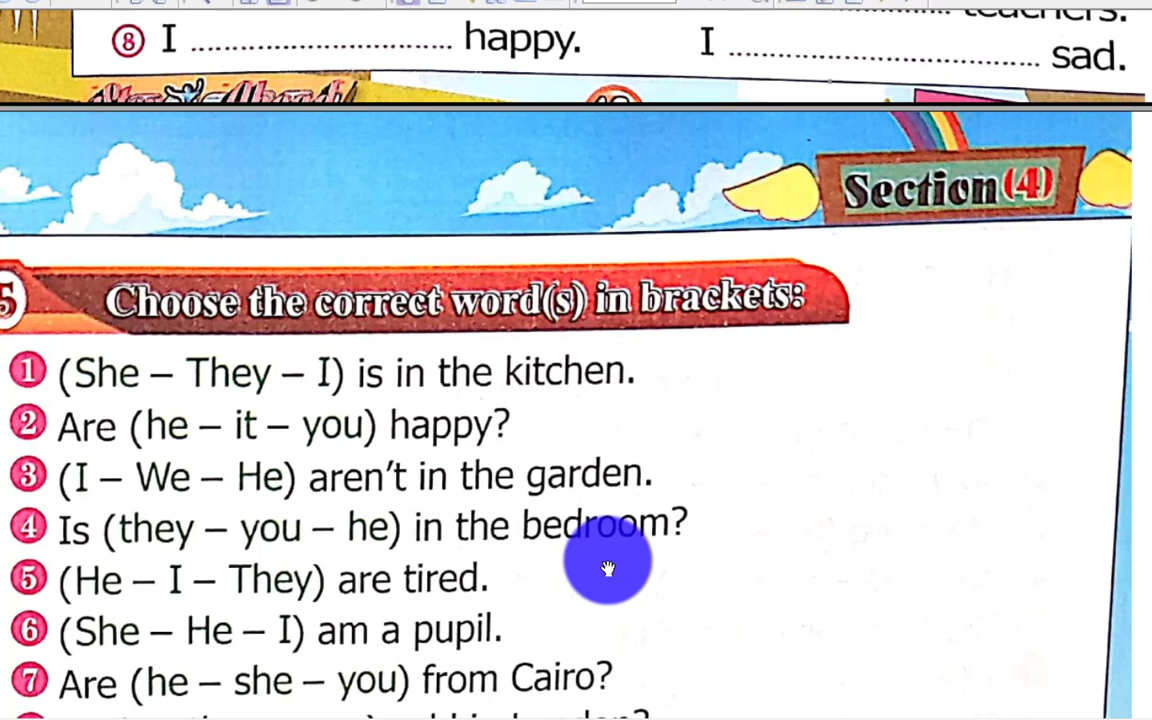 teachers.
⑧ I ................................ happy. I ...................................... sad.
Section (4)
5 Choose the correct word(s) in brackets:
1 (She – They – I) is in the kitchen.
2 Are (he – it – you) happy?
3 (I – We – He) aren't in the garden.
4 Is (they – you – he) in the bedroom?
5 (He – I – They) are tired.
6 (She – He – I) am a pupil.
7 Are (he – she – you) from Cairo?